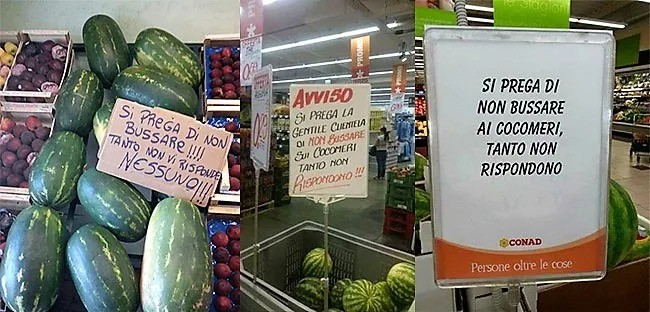 SI PREGA DI NON
BUSSARE!!!!
TANTO NON VI RISPONDE
NESSUNO!!!
AVVISO
SI PREGA LA
GENTILE CLIENTELA
DI NON BUSSARE
SUI COCOMERI
TANTO NON
RISPONDONO!!!
SI PREGA DI
NON BUSSARE
AI COCOMERI,
TANTO NON
RISPONDONO
CONAD
Persone oltre le cose